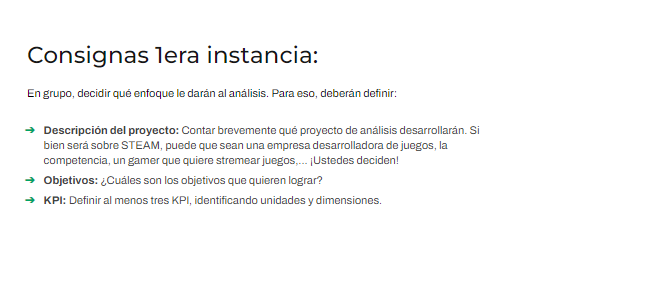 Consignas 1era instancia:
En grupo, decidir qué enfoque le darán al análisis. Para eso, deberán definir:
➔ Descripción del proyecto: Contar brevemente qué proyecto de análisis desarrollarán. Si
bien será sobre STEAM, puede que sean una empresa desarrolladora de juegos, la
competencia, un gamer que quiere stremear juegos,... ¡Ustedes deciden!
➔ Objetivos: ¿Cuáles son los objetivos que quieren lograr?
➔ KPI: Definir al menos tres KPI, identificando unidades y dimensiones.